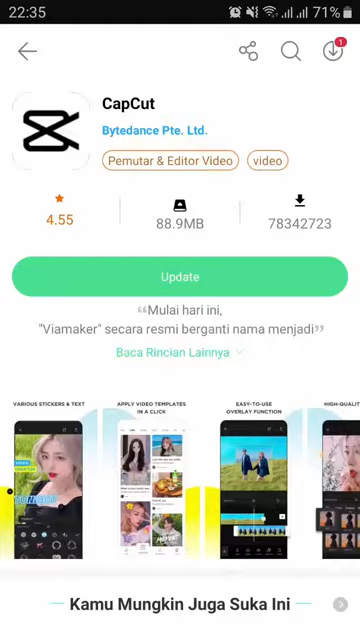 22:35
71%
1
CapCut
Bytedance Pte. Ltd.
Pemutar & Editor Video
video
4.55
88.9MB
78342723
Update
“Mulai hari ini,
"Viamaker" secara resmi berganti nama menjadi”
Baca Rincian Lainnya
VARIOUS STICKERS & TEXT
APPLY VIDEO TEMPLATES
IN A CLICK
EASY-TO-USE
OVERLAY FUNCTION
HIGH-QUALIT
Kamu Mungkin Juga Suka Ini